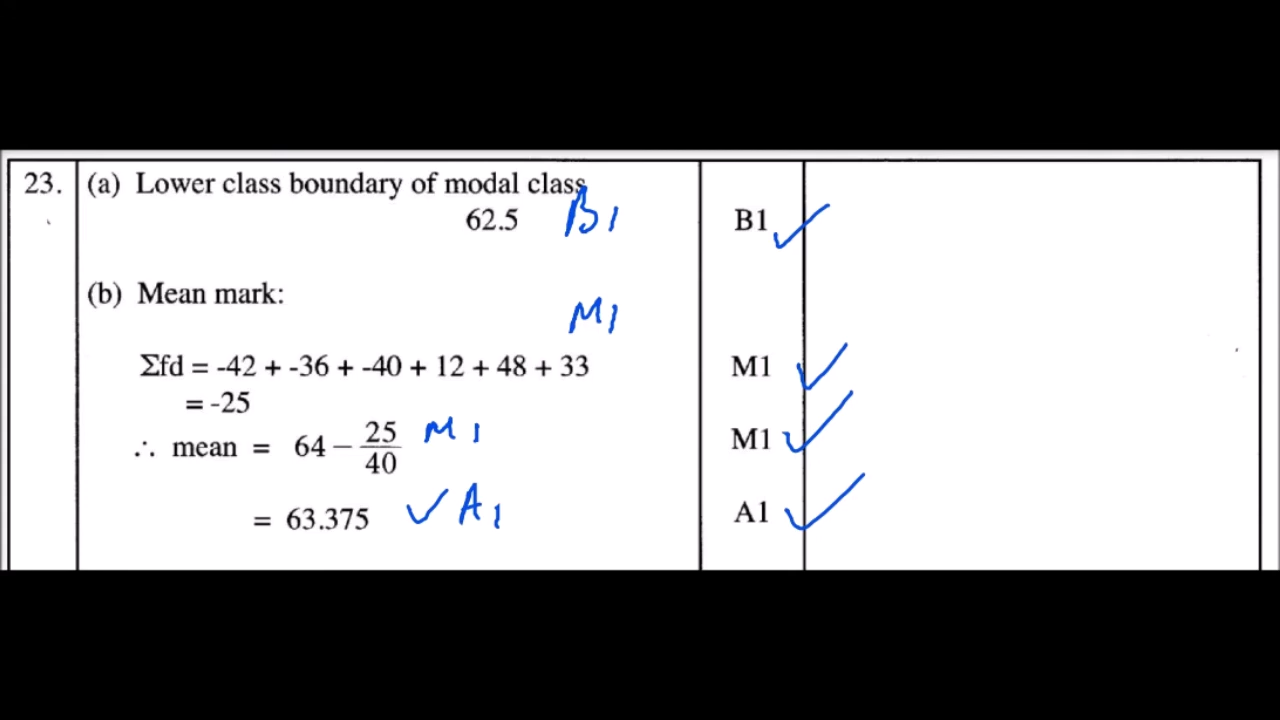 23. (a) Lower class boundary of modal class
62.5 B1 B1
(b) Mean mark:
M1
Σfd = -42 + -36 + -40 + 12 + 48 + 33 M1
= -25
∴ mean = 64 − 25/40 M1 M1
= 63.375 ✓ A1 A1